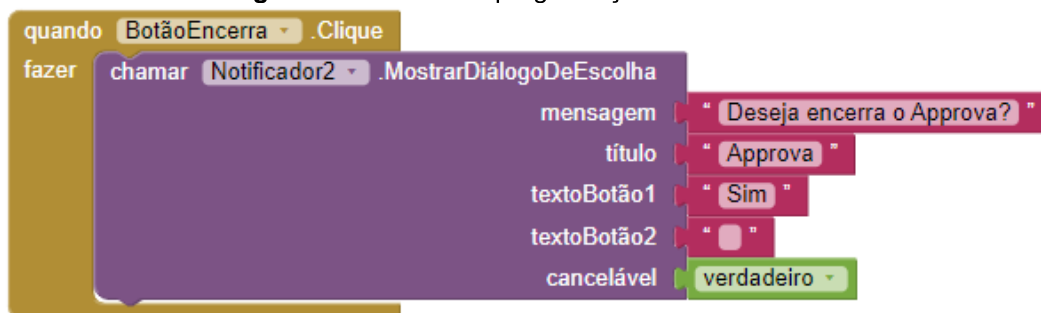 quando BotãoEncerra .Clique
fazer chamar Notificador2 .MostrarDiálogoDeEscolha
mensagem " Deseja encerra o Approva? "
título " Approva "
textoBotão1 " Sim "
textoBotão2 " "
cancelável verdadeiro